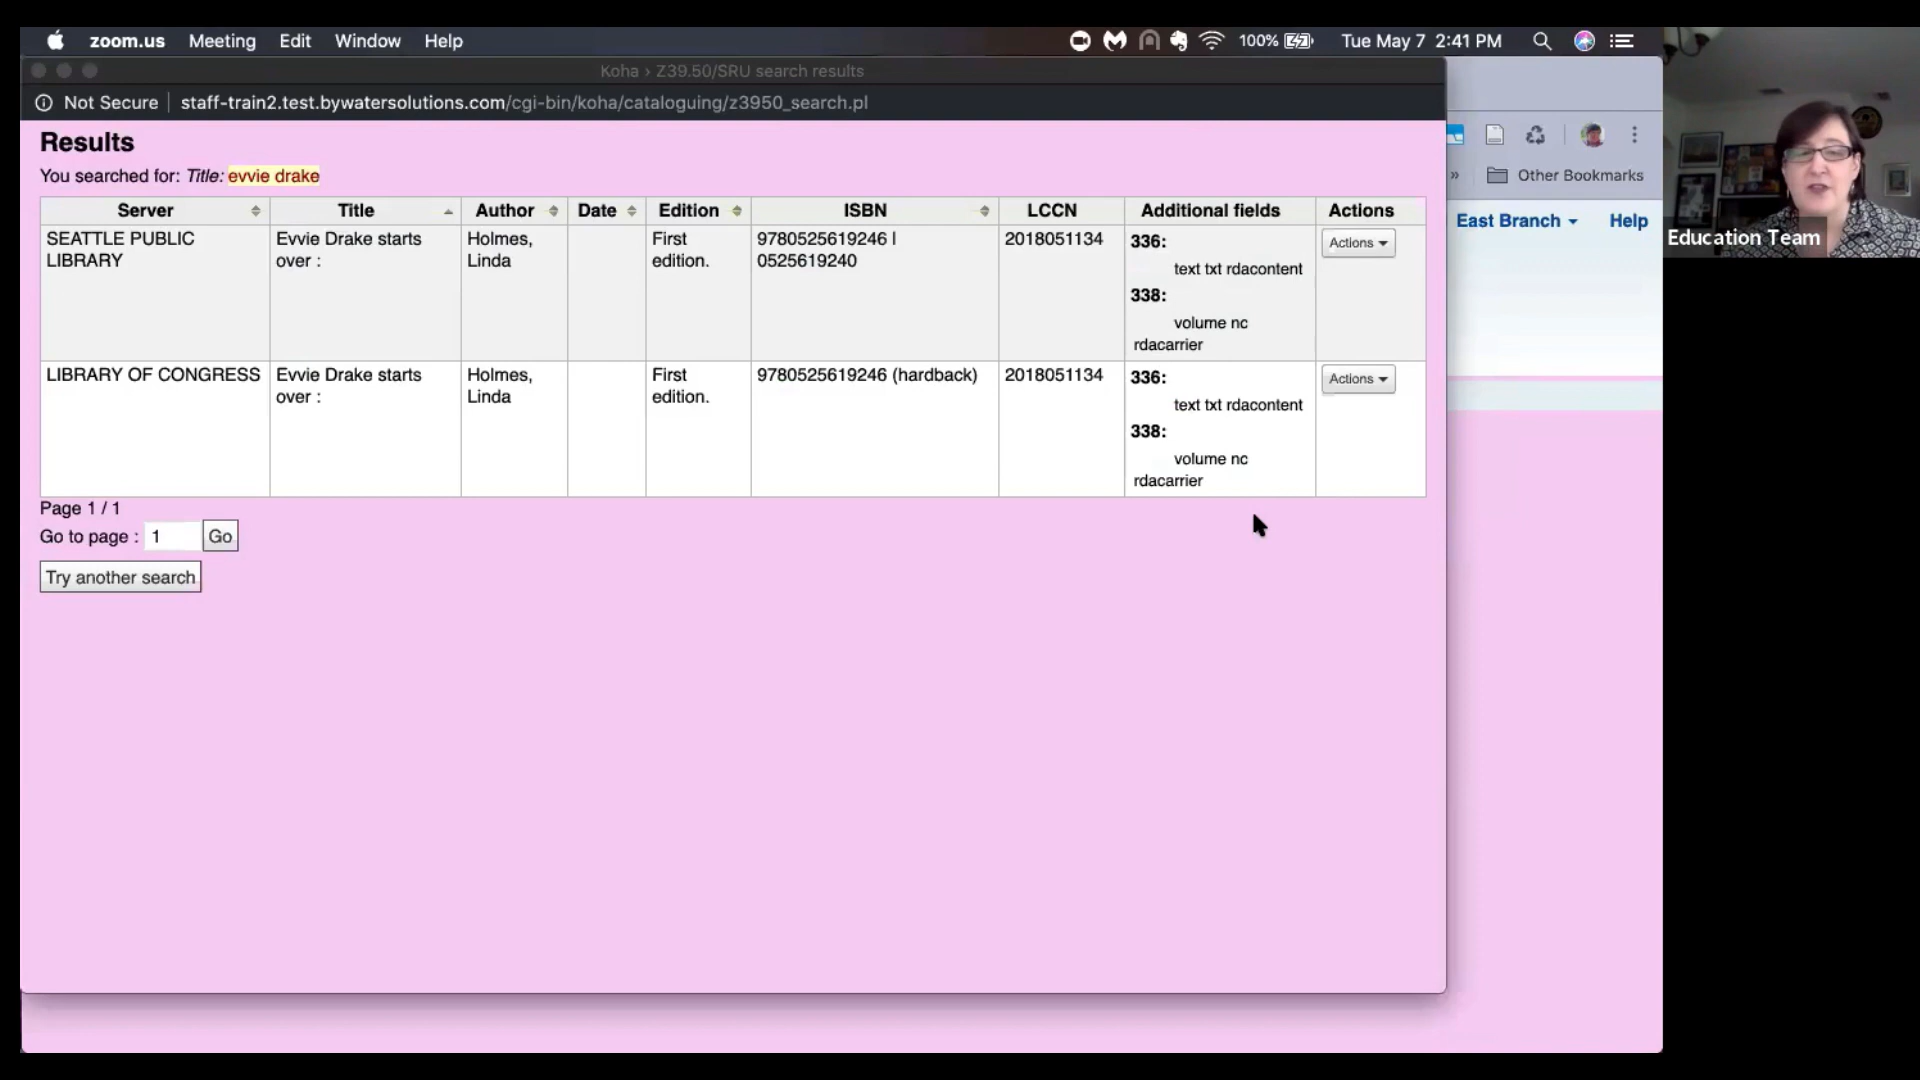 zoom.us Meeting Edit Window Help 100% Tue May 7 2:41 PM
Koha › Z39.50/SRU search results
Not Secure staff-train2.test.bywatersolutions.com/cgi-bin/koha/cataloguing/z3950_search.pl
» Other Bookmarks
East Branch Help
Education Team
Results
You searched for: Title: evvie drake
Server Title Author Date Edition ISBN LCCN Additional fields Actions
SEATTLE PUBLIC Evvie Drake starts Holmes, First 9780525619246 | 2018051134 336: Actions
LIBRARY over : Linda edition. 0525619240
text txt rdacontent
338:
volume nc
rdacarrier
LIBRARY OF CONGRESS Evvie Drake starts Holmes, First 9780525619246 (hardback) 2018051134 336: Actions
over : Linda edition.
text txt rdacontent
338:
volume nc
rdacarrier
Page 1 / 1
Go to page : 1 Go
Try another search